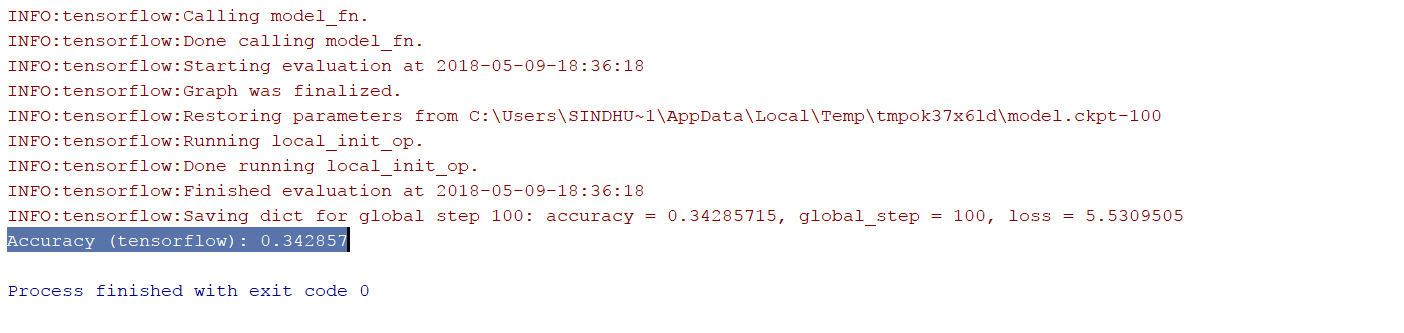 INFO:tensorflow:Calling model_fn.
INFO:tensorflow:Done calling model_fn.
INFO:tensorflow:Starting evaluation at 2018-05-09-18:36:18
INFO:tensorflow:Graph was finalized.
INFO:tensorflow:Restoring parameters from C:\Users\SINDHU~1\AppData\Local\Temp\tmpok37x6ld\model.ckpt-100
INFO:tensorflow:Running local_init_op.
INFO:tensorflow:Done running local_init_op.
INFO:tensorflow:Finished evaluation at 2018-05-09-18:36:18
INFO:tensorflow:Saving dict for global step 100: accuracy = 0.34285715, global_step = 100, loss = 5.5309505
Accuracy (tensorflow): 0.342857
Process finished with exit code 0